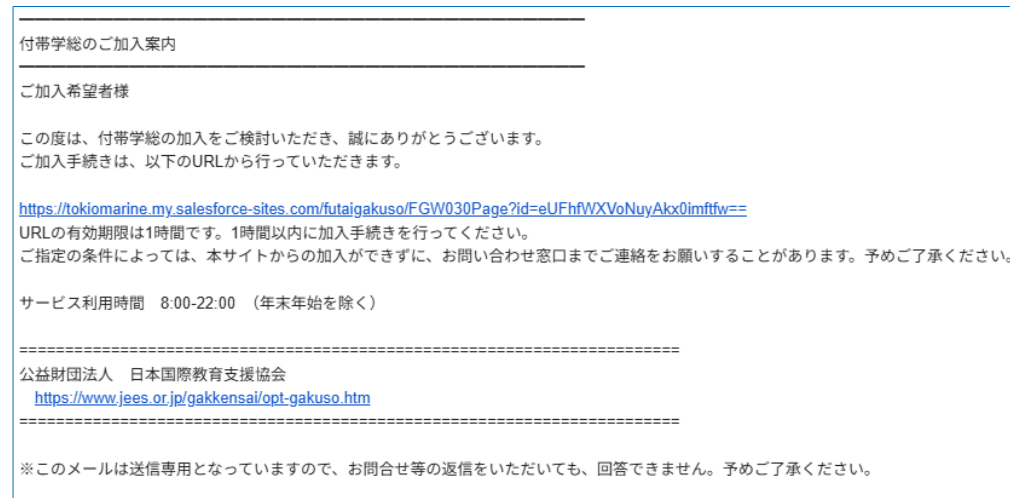 付帯学総のご加入案内
ご加入希望者様
この度は、付帯学総の加入をご検討いただき、誠にありがとうございます。
ご加入手続きは、以下のURLから行っていただきます。
https://tokiomarine.my.salesforce-sites.com/futaigakuso/FGW030Page?id=eUFhfWXVoNuyAkx0imftfw==
URLの有効期限は1時間です。1時間以内に加入手続きを行ってください。
ご指定の条件によっては、本サイトからの加入ができずに、お問い合わせ窓口までご連絡をお願いすることがあります。予めご了承ください。
サービス利用時間　8:00-22:00　（年末年始を除く）
========================================================================
公益財団法人　日本国際教育支援協会
https://www.jees.or.jp/gakkensai/opt-gakuso.htm
========================================================================
※このメールは送信専用となっていますので、お問合せ等の返信をいただいても、回答できません。予めご了承ください。